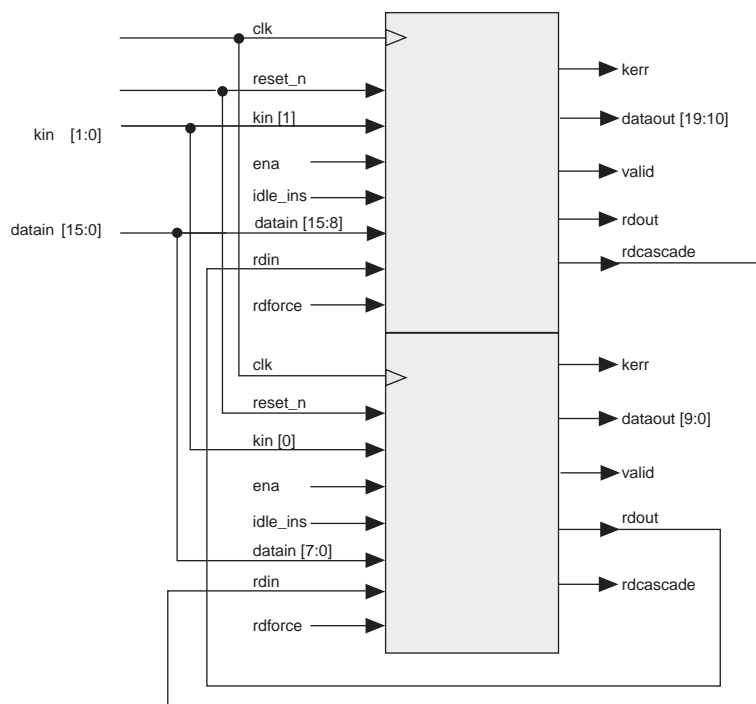 clk
reset_n
kin [1:0]
kin [1]
ena
idle_ins
datain [15:0]
datain [15:8]
rdin
rdforce
kerr
dataout [19:10]
valid
rdout
rdcascade
clk
reset_n
kin [0]
ena
idle_ins
datain [7:0]
rdin
rdforce
kerr
dataout [9:0]
valid
rdout
rdcascade